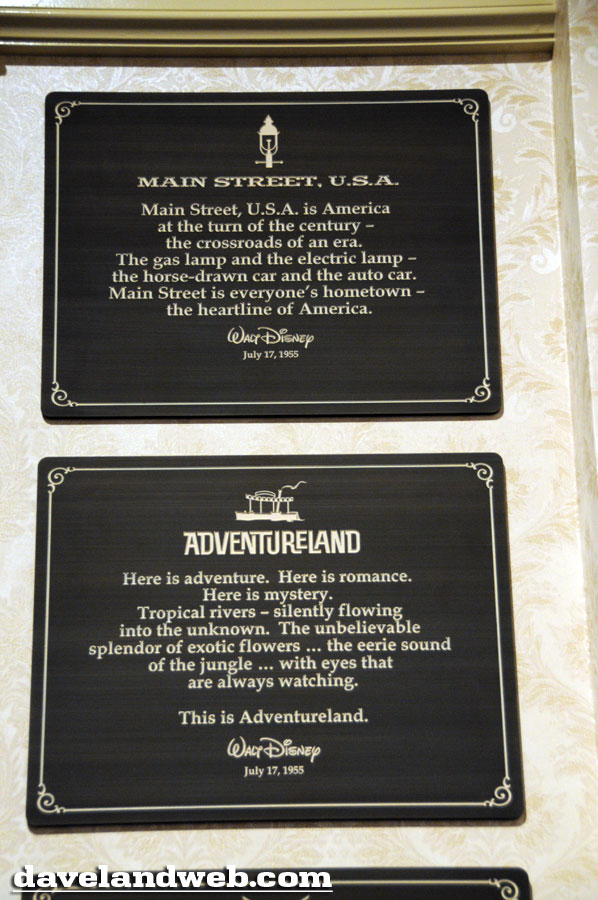 MAIN STREET, U.S.A.
Main Street, U.S.A. is America
at the turn of the century –
the crossroads of an era.
The gas lamp and the electric lamp –
the horse-drawn car and the auto car.
Main Street is everyone's hometown –
the heartline of America.
Walt Disney
July 17, 1955
ADVENTURELAND
Here is adventure. Here is romance.
Here is mystery.
Tropical rivers – silently flowing
into the unknown. The unbelievable
splendor of exotic flowers ... the eerie sound
of the jungle ... with eyes that
are always watching.
This is Adventureland.
Walt Disney
July 17, 1955
davelandweb.com